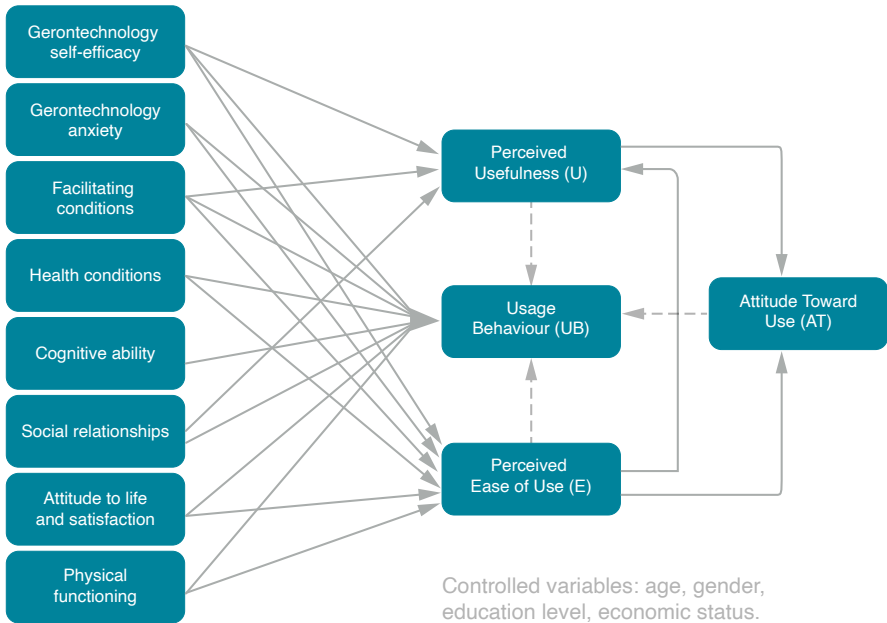 Gerontechnology
self-efficacy
Gerontechnology
anxiety
Facilitating
conditions
Health conditions
Cognitive ability
Social relationships
Attitude to life
and satisfaction
Physical
functioning
Perceived
Usefulness (U)
Usage
Behaviour (UB)
Perceived
Ease of Use (E)
Attitude Toward
Use (AT)
Controlled variables: age, gender,
education level, economic status.